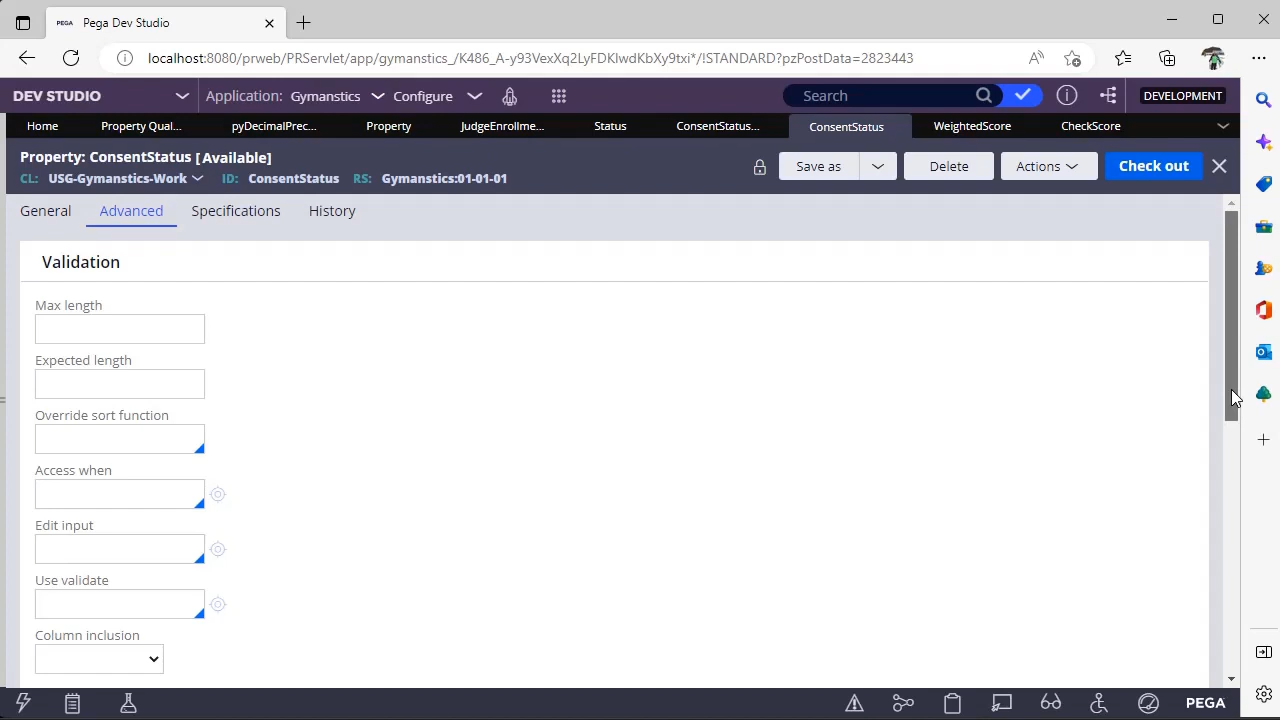 PEGA Pega Dev Studio
localhost:8080/prweb/PRServlet/app/gymanstics_/K486_A-y93VexXq2LyFDKlwdKbXy9txi*/!STANDARD?pzPostData=2823443
DEV STUDIO Application: Gymanstics Configure Search DEVELOPMENT
Home Property Qual... pyDecimalPrec... Property JudgeEnrollme... Status ConsentStatus... ConsentStatus WeightedScore CheckScore
Property: ConsentStatus [Available]
CL: USG-Gymanstics-Work ID: ConsentStatus RS: Gymanstics:01-01-01
Save as Delete Actions Check out
General Advanced Specifications History
Validation
Max length
Expected length
Override sort function
Access when
Edit input
Use validate
Column inclusion
PEGA